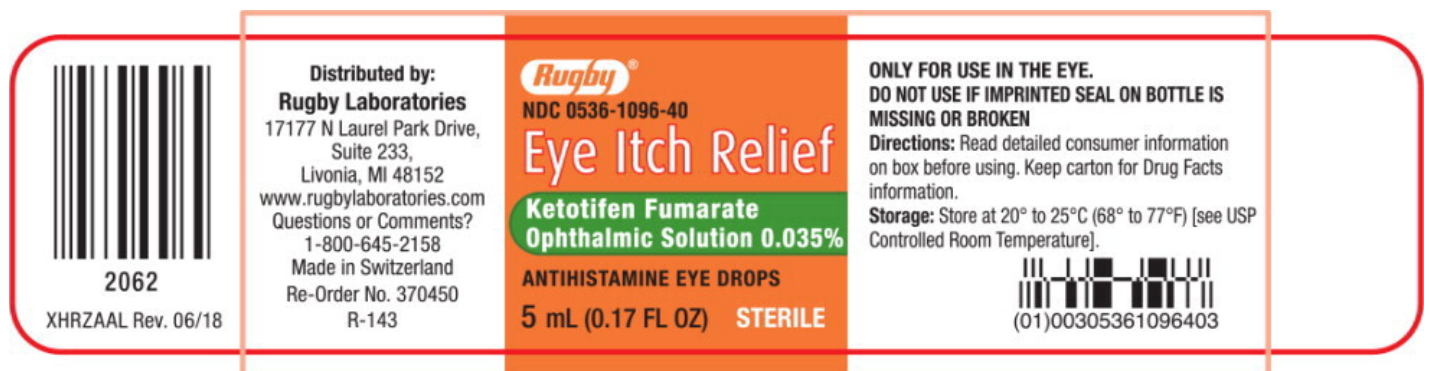 2062
XHRZAAL Rev. 06/18
Distributed by:
Rugby Laboratories
17177 N Laurel Park Drive,
Suite 233,
Livonia, MI 48152
www.rugbylaboratories.com
Questions or Comments?
1-800-645-2158
Made in Switzerland
Re-Order No. 370450
R-143
Rugby®
NDC 0536-1096-40
Eye Itch Relief
Ketotifen Fumarate
Ophthalmic Solution 0.035%
ANTIHISTAMINE EYE DROPS
5 mL (0.17 FL OZ) STERILE
ONLY FOR USE IN THE EYE.
DO NOT USE IF IMPRINTED SEAL ON BOTTLE IS
MISSING OR BROKEN
Directions: Read detailed consumer information
on box before using. Keep carton for Drug Facts
information.
Storage: Store at 20° to 25°C (68° to 77°F) [see USP
Controlled Room Temperature].
(01)00305361096403